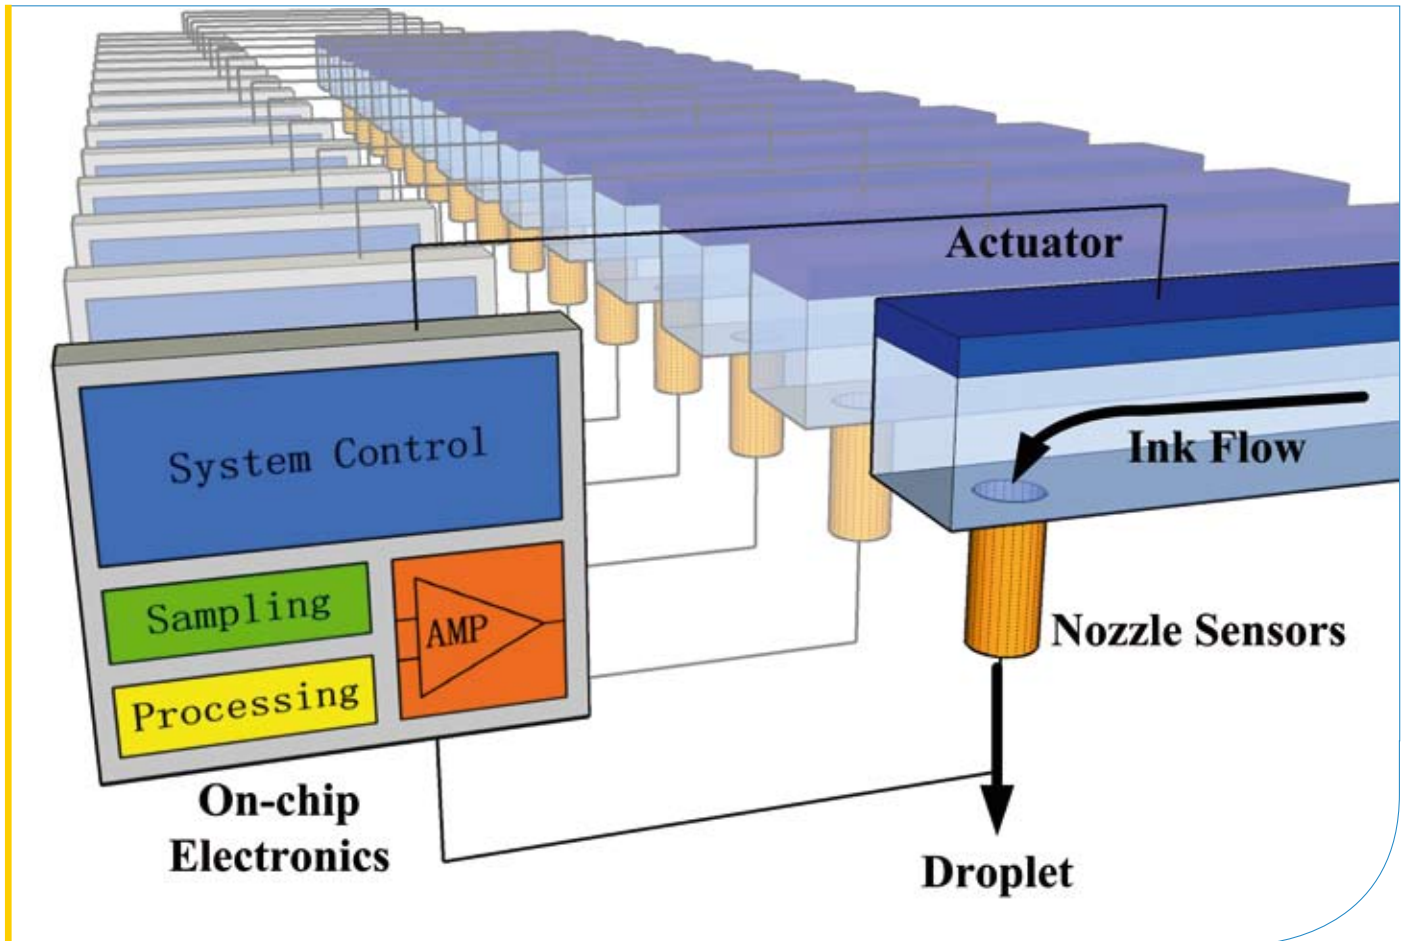 Actuator
Ink Flow
System Control
Sampling
AMP
Processing
Nozzle Sensors
On-chip
Electronics
Droplet